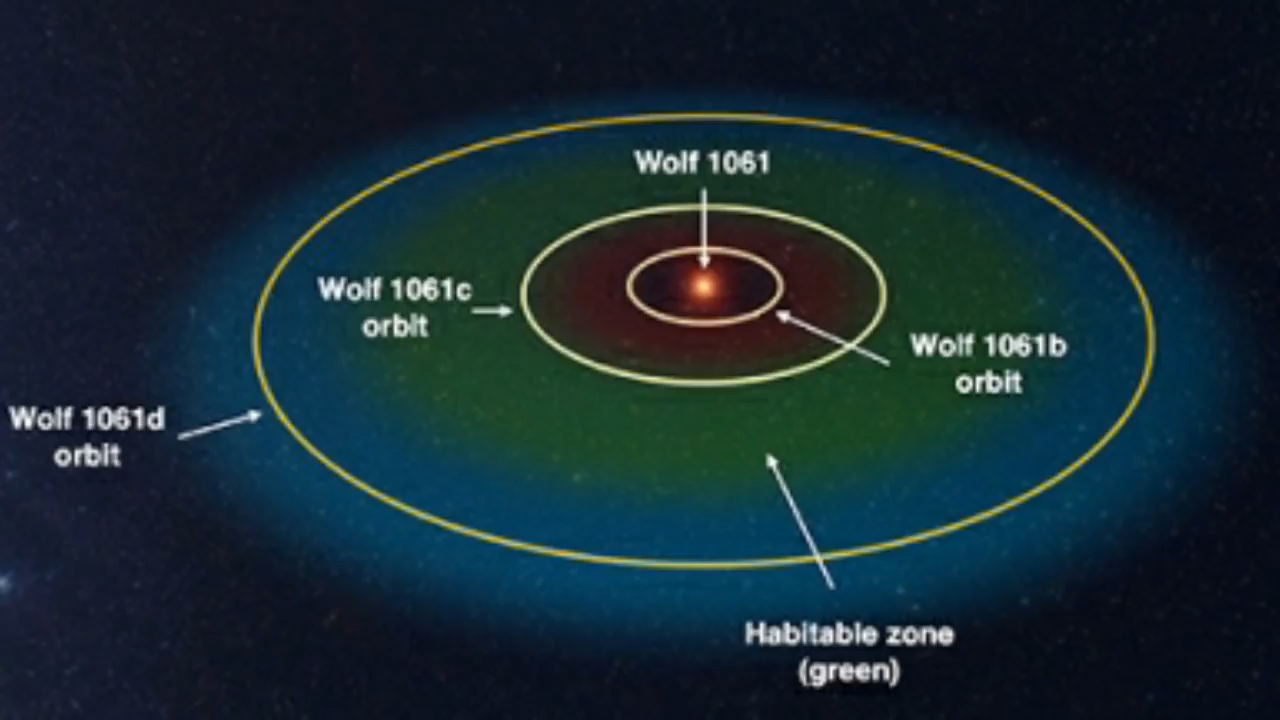 Wolf 1061
Wolf 1061c
orbit
Wolf 1061b
orbit
Wolf 1061d
orbit
Habitable zone
(green)